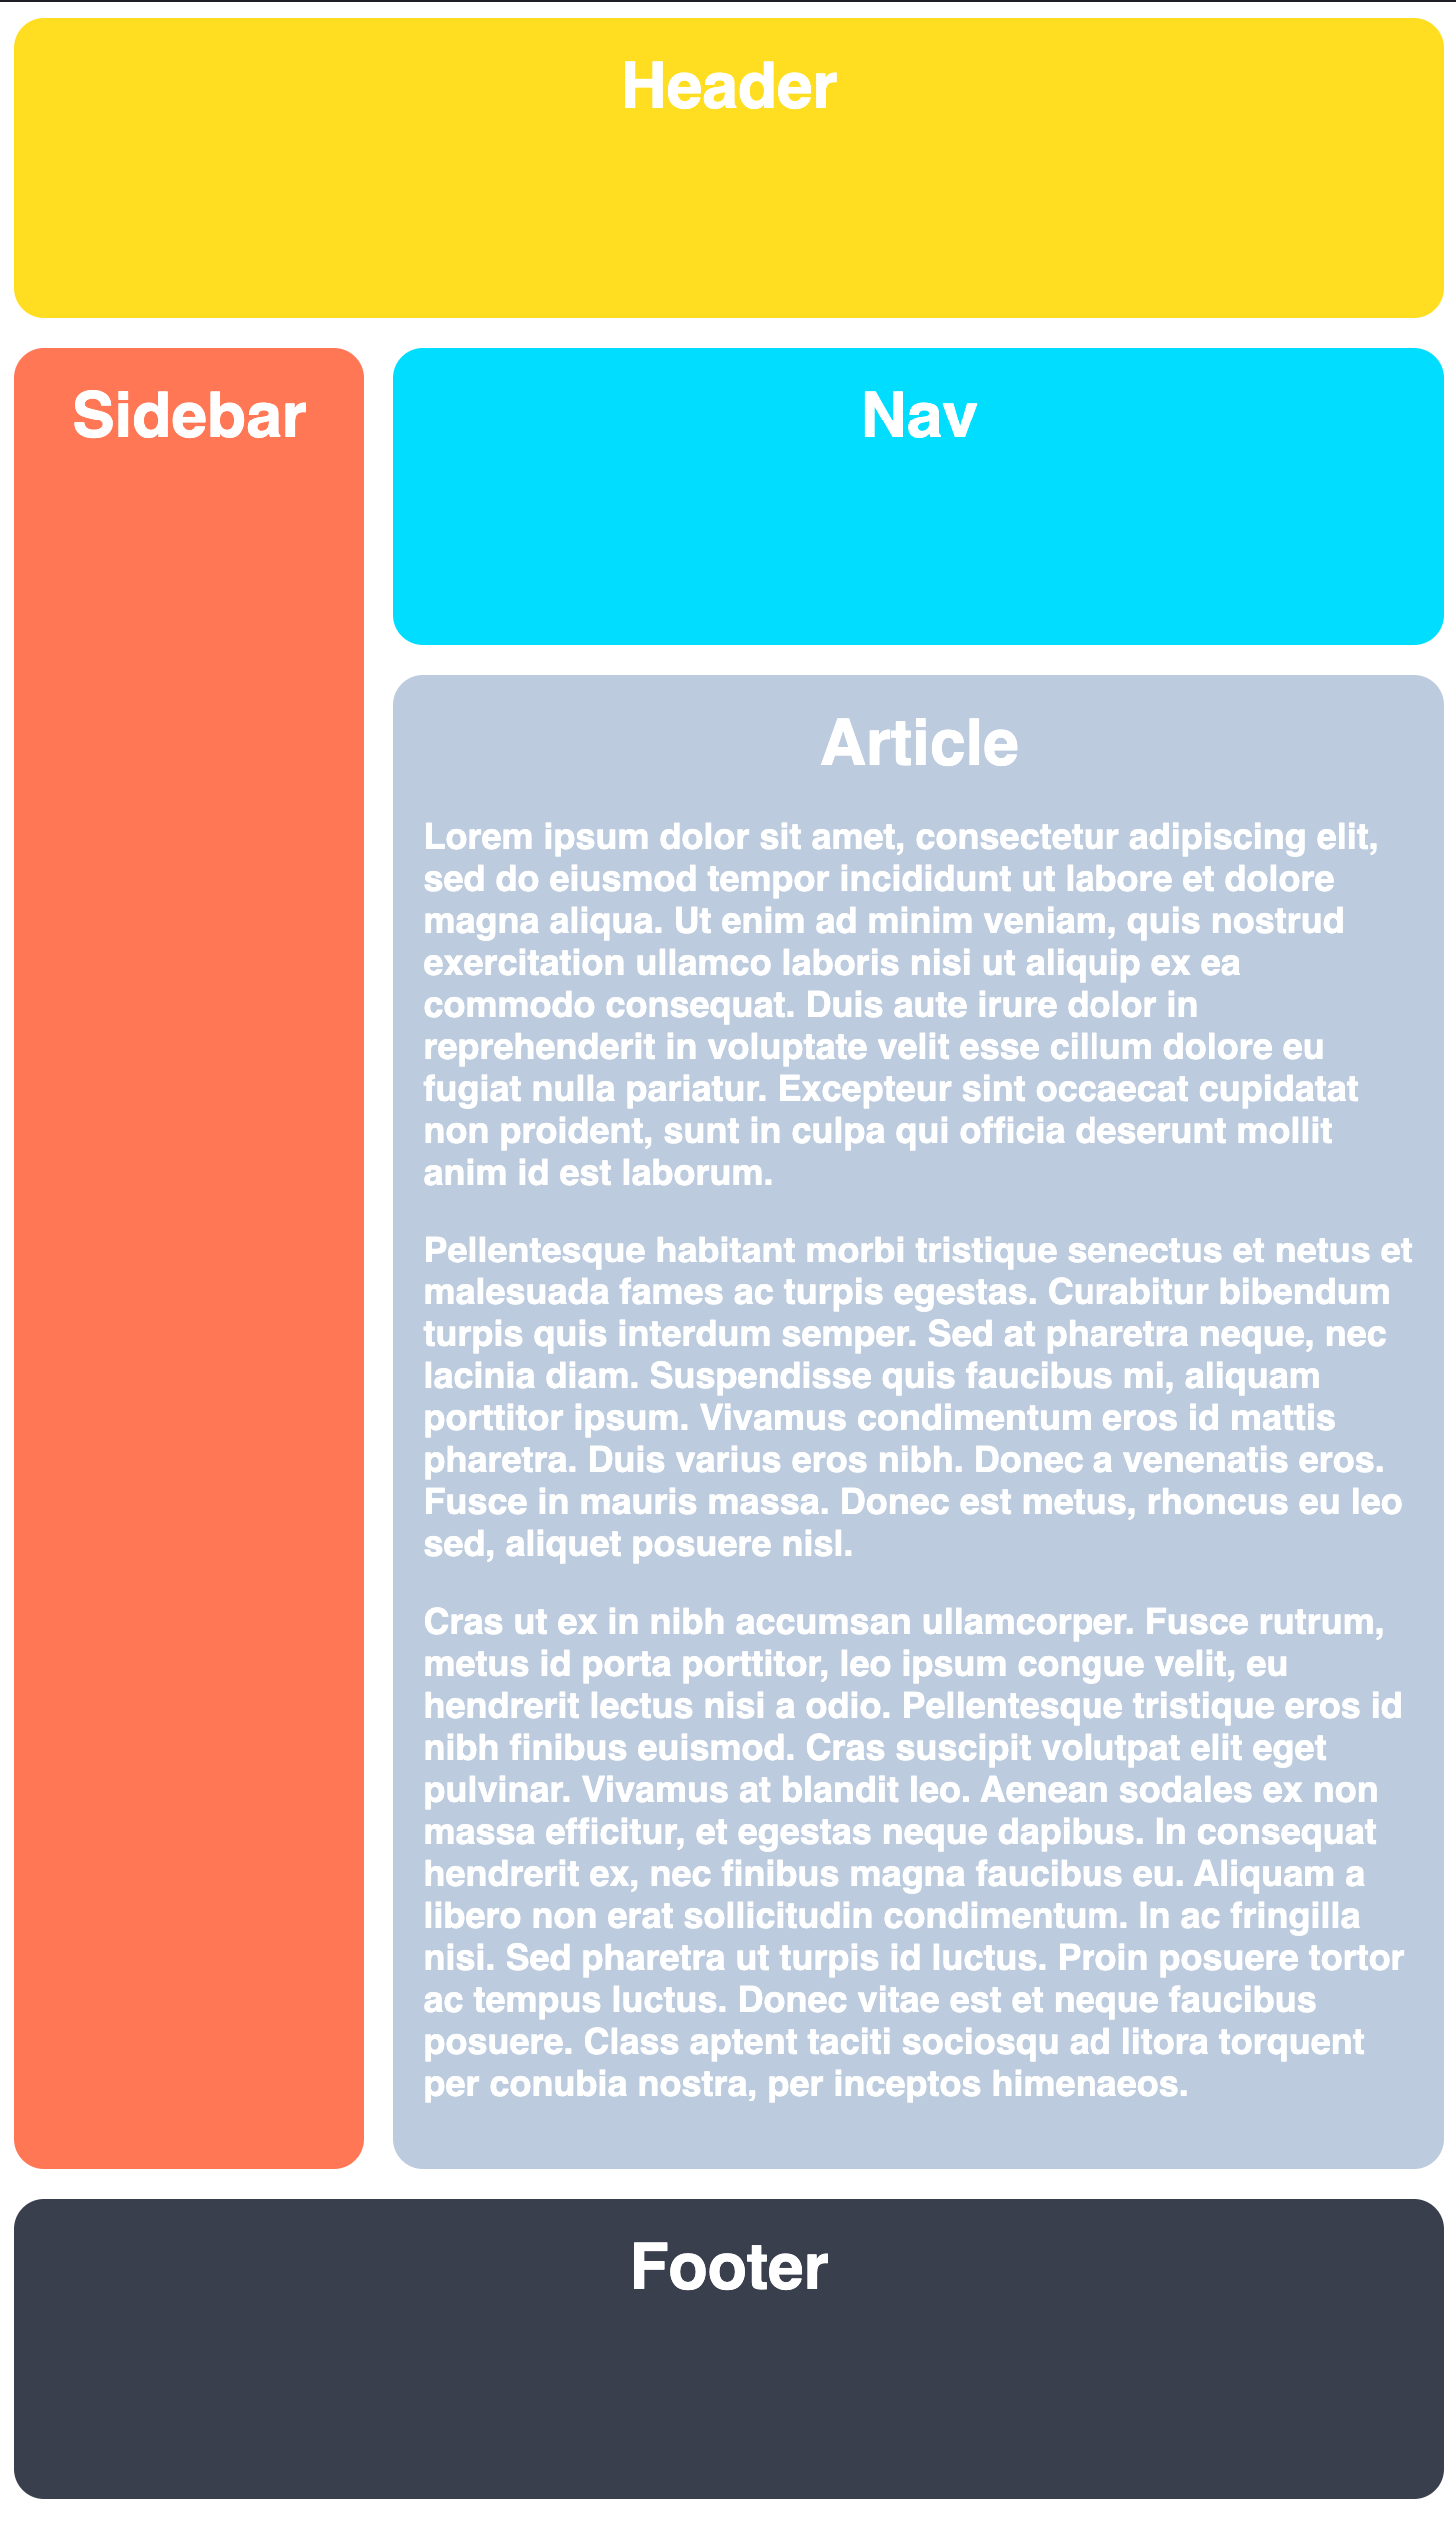 Header
Sidebar
Nav
Article
Lorem ipsum dolor sit amet, consectetur adipiscing elit,
sed do eiusmod tempor incididunt ut labore et dolore
magna aliqua. Ut enim ad minim veniam, quis nostrud
exercitation ullamco laboris nisi ut aliquip ex ea
commodo consequat. Duis aute irure dolor in
reprehenderit in voluptate velit esse cillum dolore eu
fugiat nulla pariatur. Excepteur sint occaecat cupidatat
non proident, sunt in culpa qui officia deserunt mollit
anim id est laborum.
Pellentesque habitant morbi tristique senectus et netus et
malesuada fames ac turpis egestas. Curabitur bibendum
turpis quis interdum semper. Sed at pharetra neque, nec
lacinia diam. Suspendisse quis faucibus mi, aliquam
porttitor ipsum. Vivamus condimentum eros id mattis
pharetra. Duis varius eros nibh. Donec a venenatis eros.
Fusce in mauris massa. Donec est metus, rhoncus eu leo
sed, aliquet posuere nisl.
Cras ut ex in nibh accumsan ullamcorper. Fusce rutrum,
metus id porta porttitor, leo ipsum congue velit, eu
hendrerit lectus nisi a odio. Pellentesque tristique eros id
nibh finibus euismod. Cras suscipit volutpat elit eget
pulvinar. Vivamus at blandit leo. Aenean sodales ex non
massa efficitur, et egestas neque dapibus. In consequat
hendrerit ex, nec finibus magna faucibus eu. Aliquam a
libero non erat sollicitudin condimentum. In ac fringilla
nisi. Sed pharetra ut turpis id luctus. Proin posuere tortor
ac tempus luctus. Donec vitae est et neque faucibus
posuere. Class aptent taciti sociosqu ad litora torquent
per conubia nostra, per inceptos himenaeos.
Footer